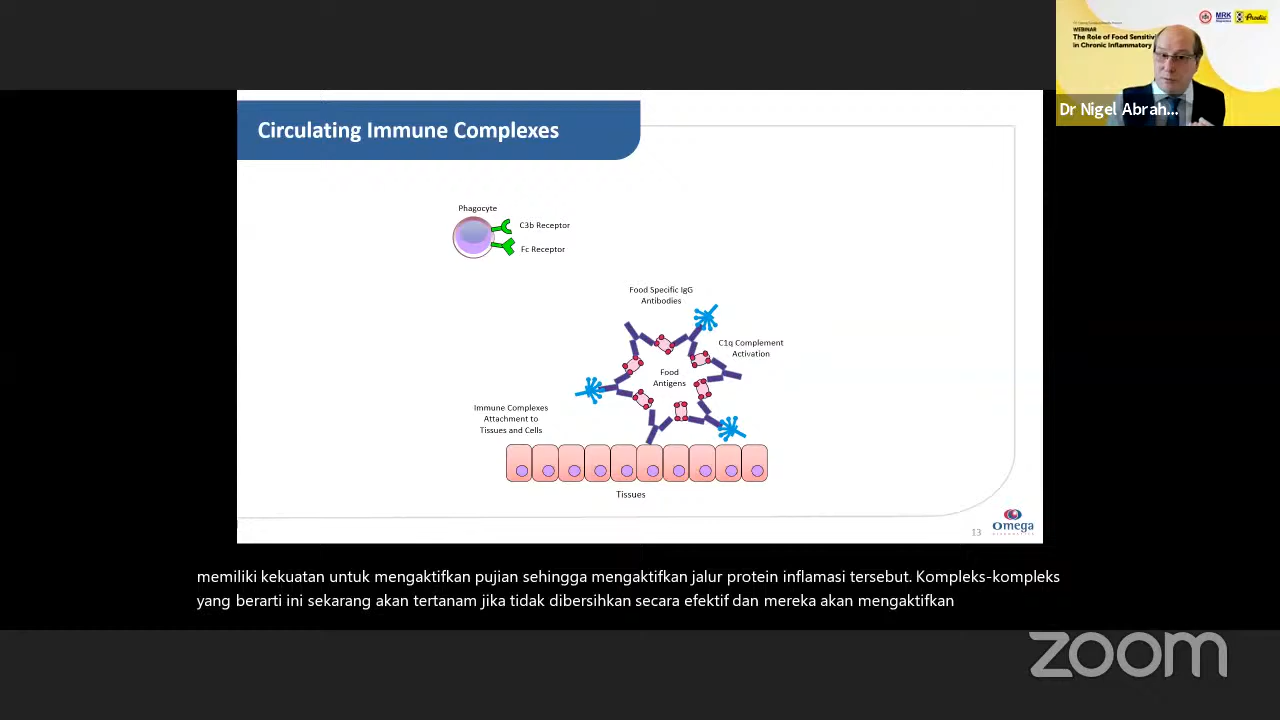 WEBINAR
The Role of Food Sensitivi
in Chronic Inflammatory
MRK
Prodia
Dr Nigel Abrah...
Circulating Immune Complexes
Phagocyte
C3b Receptor
Fc Receptor
Food Specific IgG
Antibodies
C1q Complement
Activation
Food
Antigens
Immune Complexes
Attachment to
Tissues and Cells
Tissues
13
Omega
DIAGNOSTICS
memiliki kekuatan untuk mengaktifkan pujian sehingga mengaktifkan jalur protein inflamasi tersebut. Kompleks-kompleks
yang berarti ini sekarang akan tertanam jika tidak dibersihkan secara efektif dan mereka akan mengaktifkan
zoom